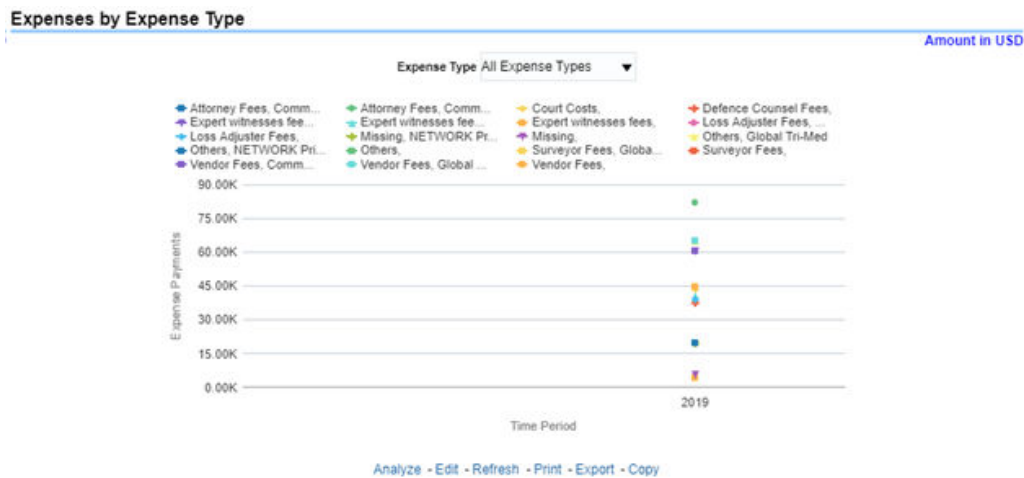 Expenses by Expense Type
Amount in USD
Expense Type All Expense Types
Attorney Fees, Comm... Attorney Fees, Comm... Court Costs, Defence Counsel Fees,
Expert witnesses fee... Expert witnesses fee... Expert witnesses fees, Loss Adjuster Fees, ...
Loss Adjuster Fees, Missing, NETWORK Pr... Missing, Others, Global Tri-Med
Others, NETWORK Pri... Others, Surveyor Fees, Globa... Surveyor Fees,
Vendor Fees, Comm... Vendor Fees, Global ... Vendor Fees,
90.00K
75.00K
60.00K
45.00K
30.00K
15.00K
0.00K
Expense Payments
2019
Time Period
Analyze - Edit - Refresh - Print - Export - Copy